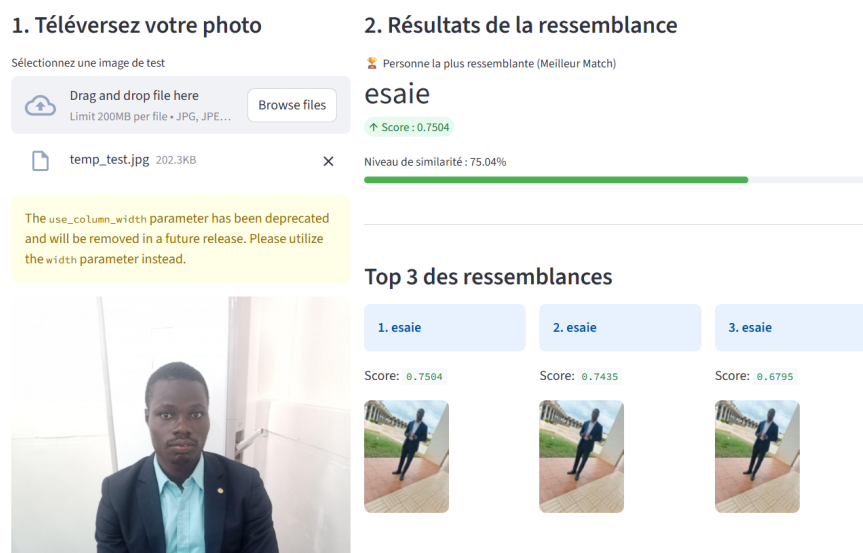 1. Téléversez votre photo
Sélectionnez une image de test
Drag and drop file here
Limit 200MB per file • JPG, JPE...
Browse files
temp_test.jpg 202.3KB
The use_column_width parameter has been deprecated
and will be removed in a future release. Please utilize
the width parameter instead.
2. Résultats de la ressemblance
🏆 Personne la plus ressemblante (Meilleur Match)
esaie
↑ Score : 0.7504
Niveau de similarité : 75.04%
Top 3 des ressemblances
1. esaie
2. esaie
3. esaie
Score: 0.7504
Score: 0.7435
Score: 0.6795